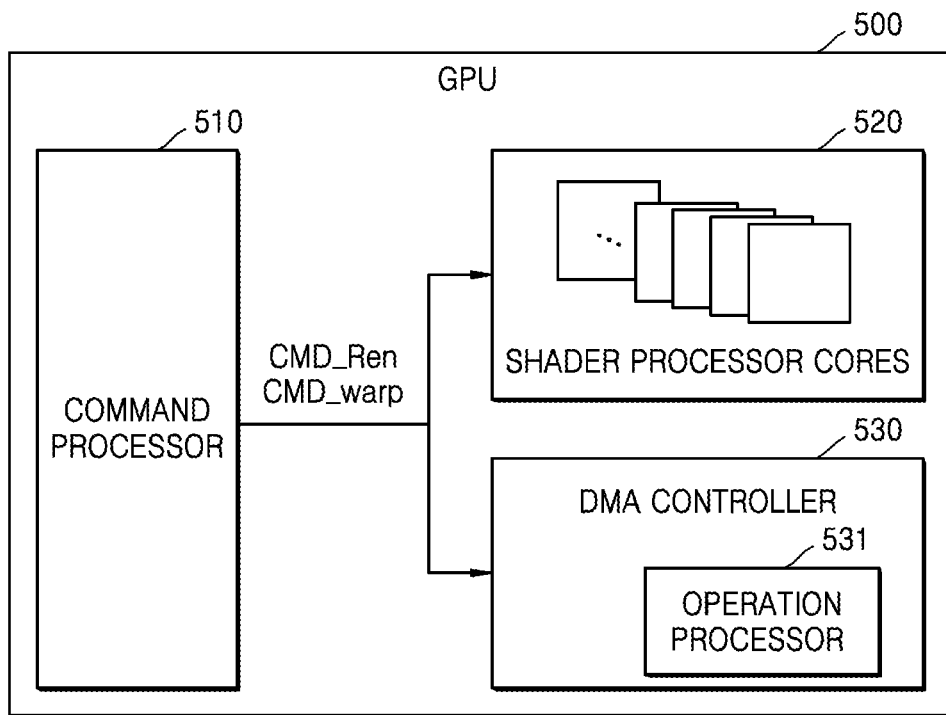 500
GPU
510
520
CMD_Ren
CMD_warp
SHADER PROCESSOR CORES
COMMAND
PROCESSOR
530
DMA CONTROLLER
531
OPERATION
PROCESSOR